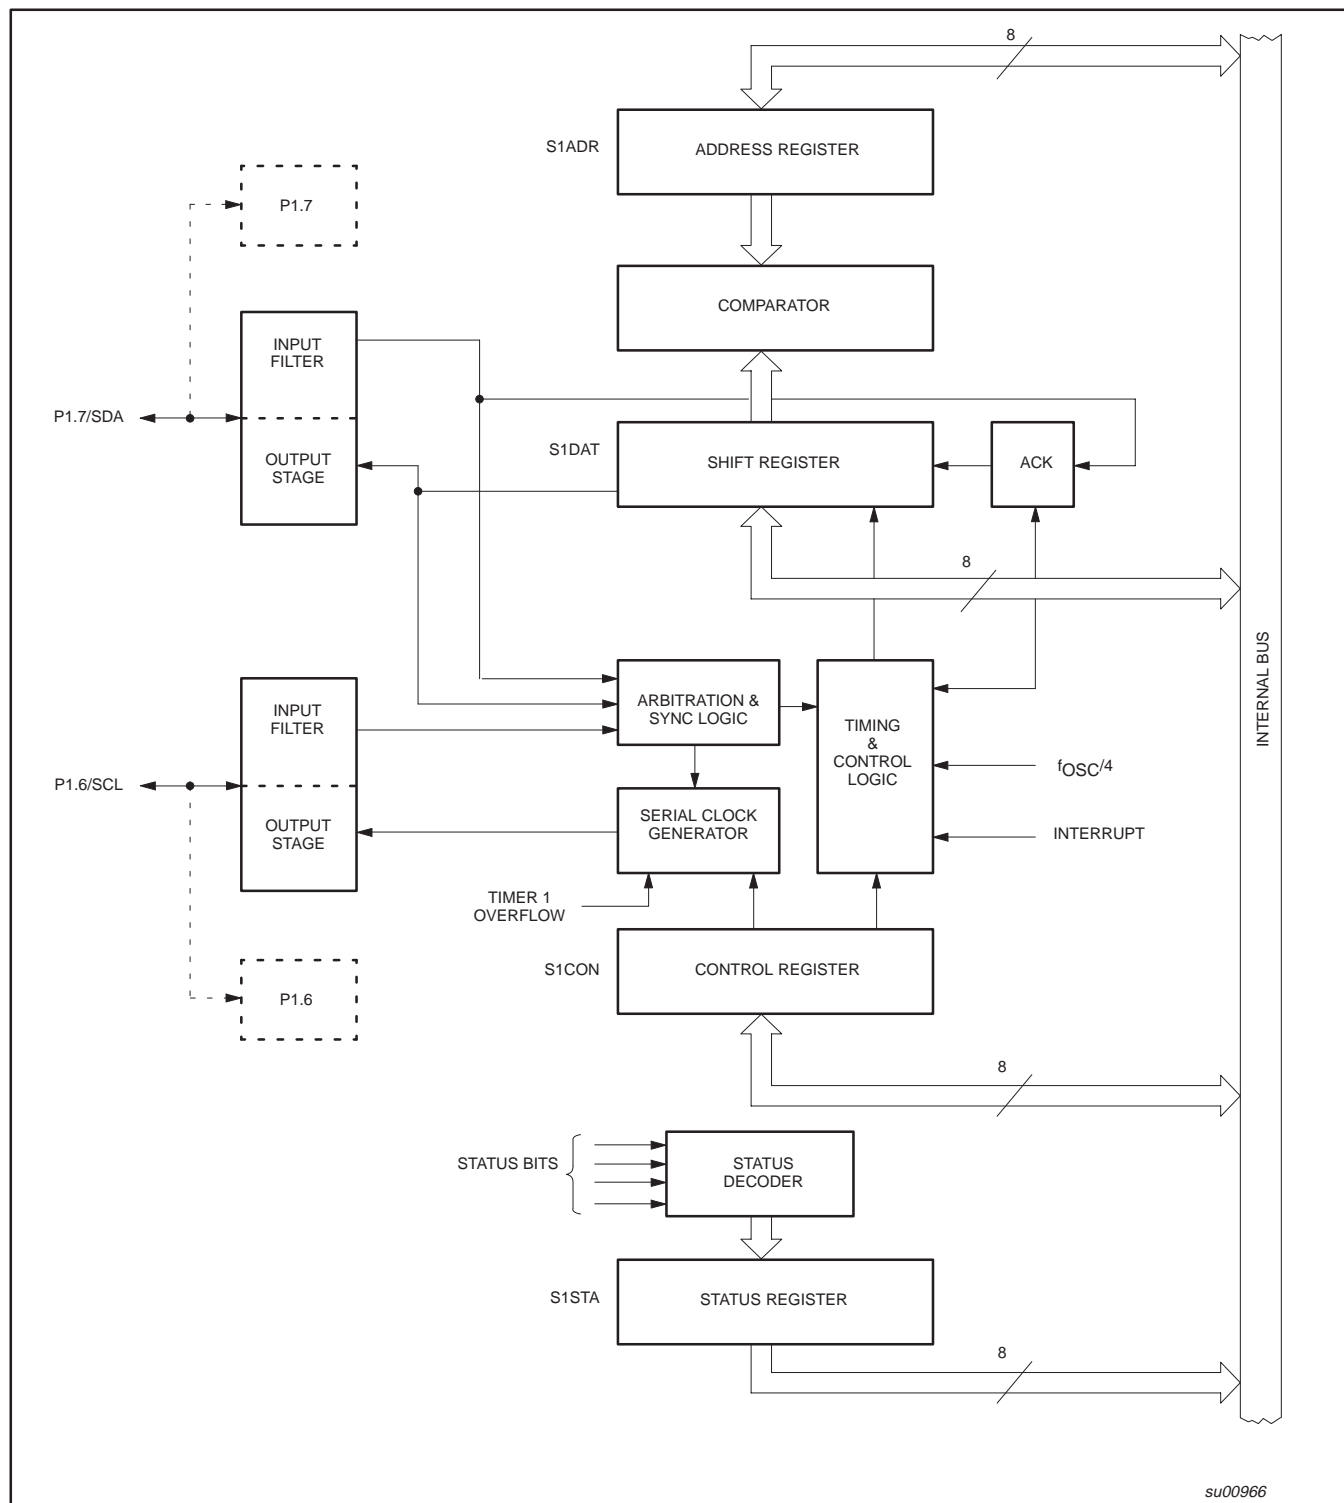 8
S1ADR
ADDRESS REGISTER
P1.7
COMPARATOR
INPUT
FILTER
P1.7/SDA
OUTPUT
STAGE
S1DAT
SHIFT REGISTER
ACK
8
INTERNAL BUS
INPUT
FILTER
ARBITRATION &
SYNC LOGIC
TIMING
&
CONTROL
LOGIC
fOSC/4
P1.6/SCL
OUTPUT
STAGE
SERIAL CLOCK
GENERATOR
INTERRUPT
TIMER 1
OVERFLOW
S1CON
CONTROL REGISTER
P1.6
8
STATUS BITS
STATUS
DECODER
S1STA
STATUS REGISTER
8
su00966